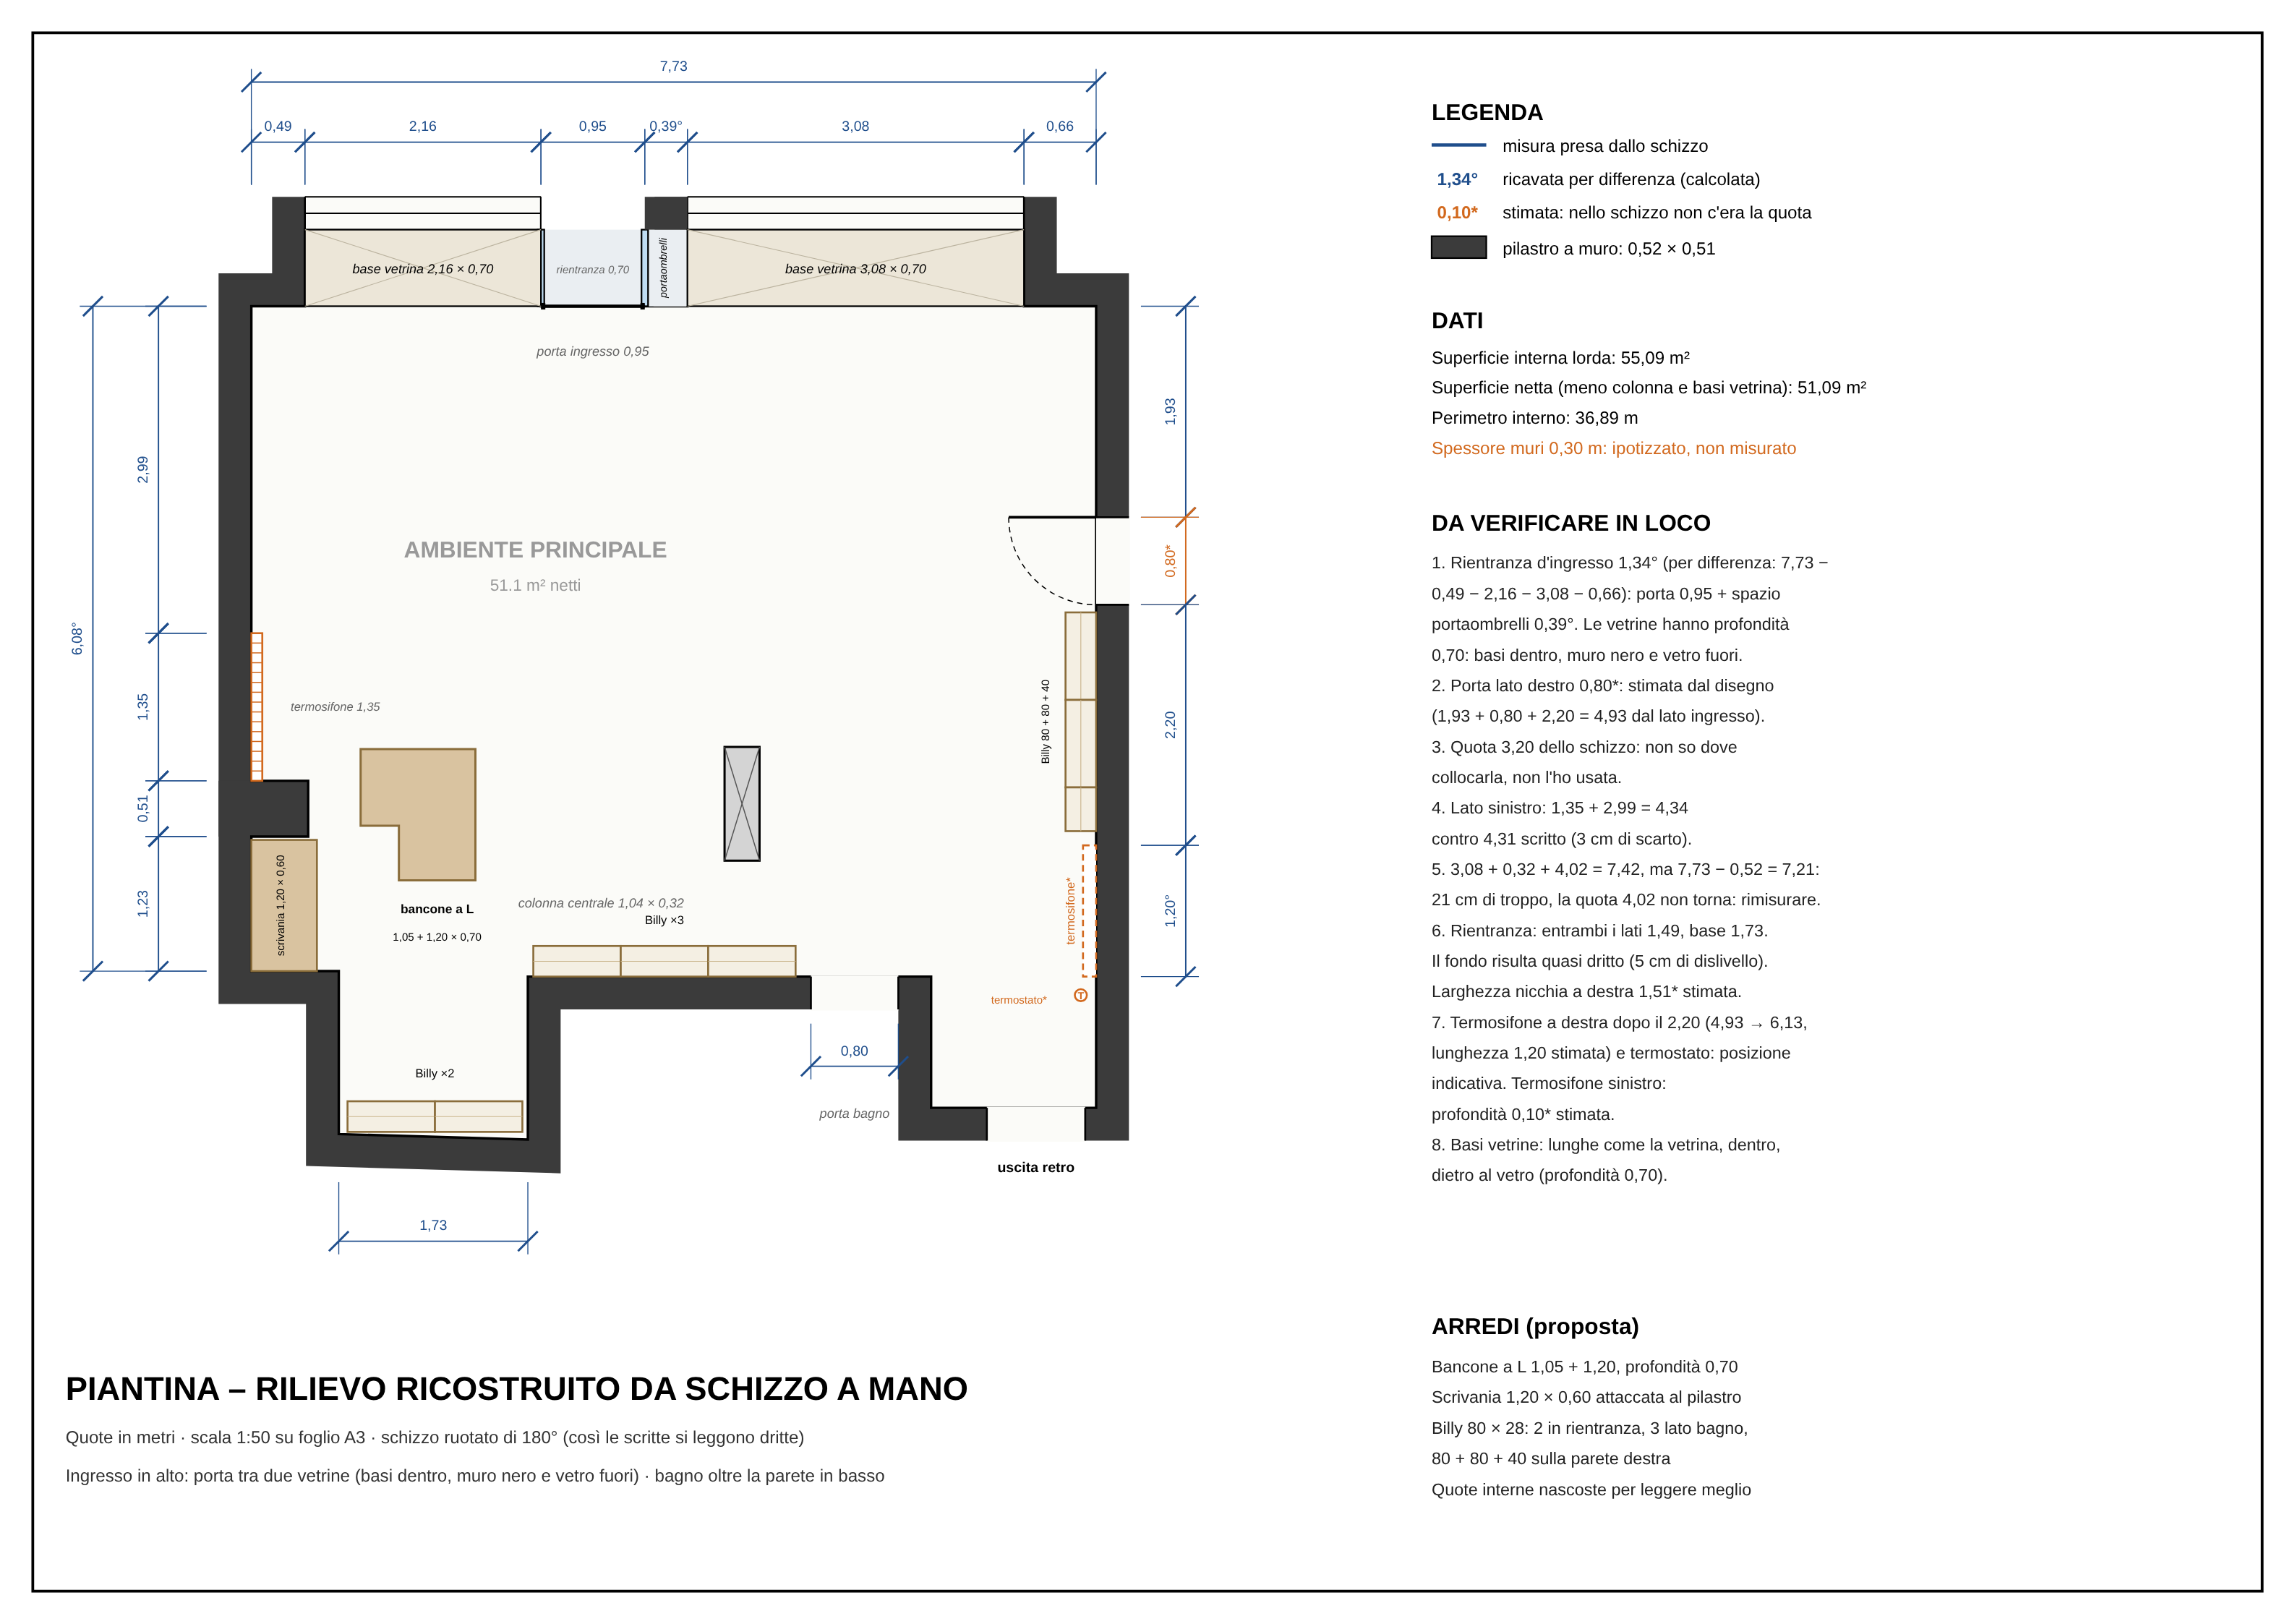 7,73
0,49
2,16
0,95
0,39°
3,08
0,66
base vetrina 2,16 × 0,70
rientranza 0,70
portaombrelli
base vetrina 3,08 × 0,70
porta ingresso 0,95
6,08°
2,99
1,35
0,51
1,23
1,93
0,80*
2,20
1,20°
AMBIENTE PRINCIPALE
51.1 m² netti
termosifone 1,35
Billy 80 + 80 + 40
scrivania 1,20 × 0,60
bancone a L
1,05 + 1,20 × 0,70
colonna centrale 1,04 × 0,32
Billy ×3
termosifone*
termostato*
T
Billy ×2
0,80
porta bagno
uscita retro
1,73
PIANTINA – RILIEVO RICOSTRUITO DA SCHIZZO A MANO
Quote in metri · scala 1:50 su foglio A3 · schizzo ruotato di 180° (così le scritte si leggono dritte)
Ingresso in alto: porta tra due vetrine (basi dentro, muro nero e vetro fuori) · bagno oltre la parete in basso
LEGENDA
misura presa dallo schizzo
1,34° ricavata per differenza (calcolata)
0,10* stimata: nello schizzo non c'era la quota
pilastro a muro: 0,52 × 0,51
DATI
Superficie interna lorda: 55,09 m²
Superficie netta (meno colonna e basi vetrina): 51,09 m²
Perimetro interno: 36,89 m
Spessore muri 0,30 m: ipotizzato, non misurato
DA VERIFICARE IN LOCO
1. Rientranza d'ingresso 1,34° (per differenza: 7,73 −
0,49 − 2,16 − 3,08 − 0,66): porta 0,95 + spazio
portaombrelli 0,39°. Le vetrine hanno profondità
0,70: basi dentro, muro nero e vetro fuori.
2. Porta lato destro 0,80*: stimata dal disegno
(1,93 + 0,80 + 2,20 = 4,93 dal lato ingresso).
3. Quota 3,20 dello schizzo: non so dove
collocarla, non l'ho usata.
4. Lato sinistro: 1,35 + 2,99 = 4,34
contro 4,31 scritto (3 cm di scarto).
5. 3,08 + 0,32 + 4,02 = 7,42, ma 7,73 − 0,52 = 7,21:
21 cm di troppo, la quota 4,02 non torna: rimisurare.
6. Rientranza: entrambi i lati 1,49, base 1,73.
Il fondo risulta quasi dritto (5 cm di dislivello).
Larghezza nicchia a destra 1,51* stimata.
7. Termosifone a destra dopo il 2,20 (4,93 → 6,13,
lunghezza 1,20 stimata) e termostato: posizione
indicativa. Termosifone sinistro:
profondità 0,10* stimata.
8. Basi vetrine: lunghe come la vetrina, dentro,
dietro al vetro (profondità 0,70).
ARREDI (proposta)
Bancone a L 1,05 + 1,20, profondità 0,70
Scrivania 1,20 × 0,60 attaccata al pilastro
Billy 80 × 28: 2 in rientranza, 3 lato bagno,
80 + 80 + 40 sulla parete destra
Quote interne nascoste per leggere meglio